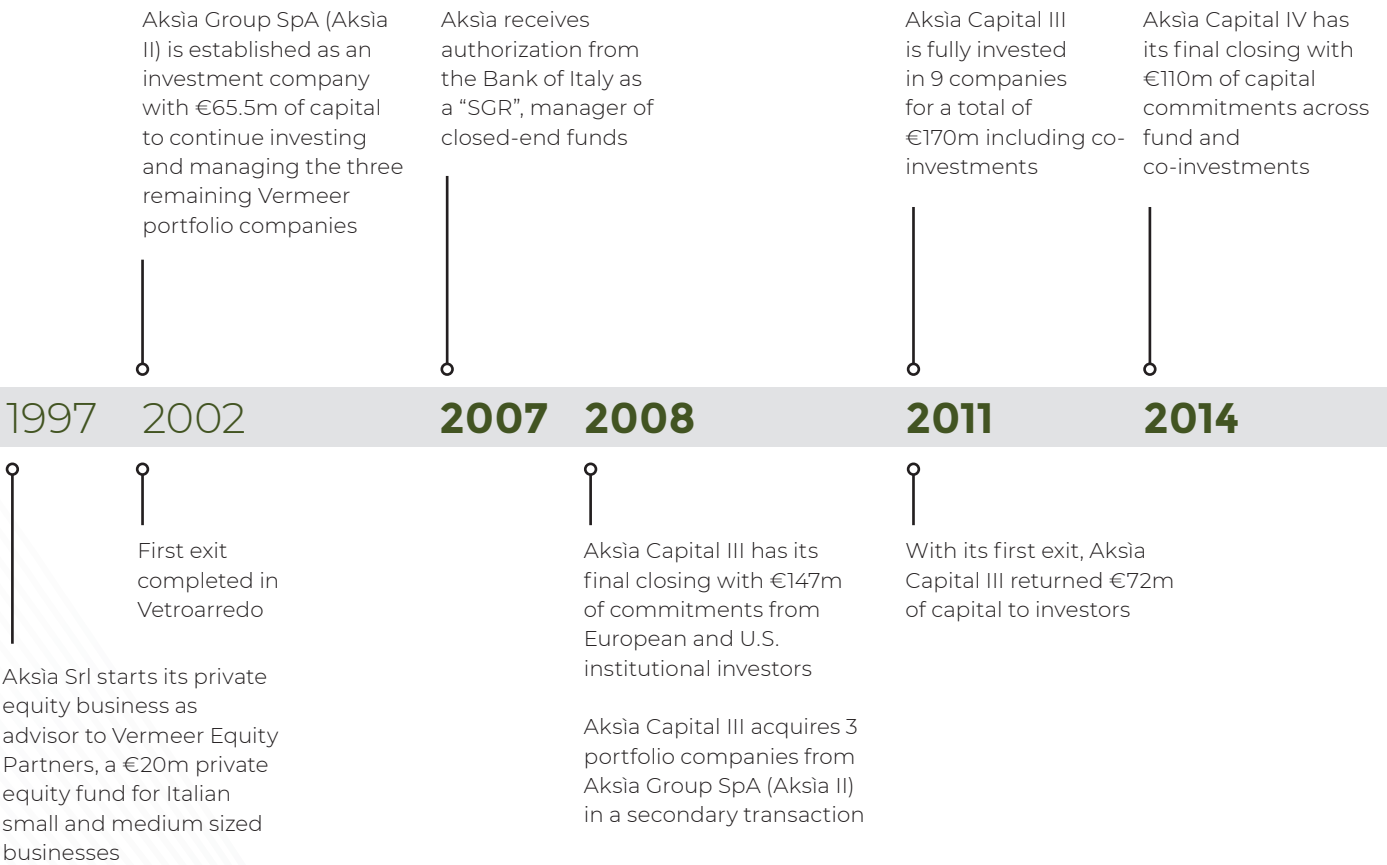 Aksìa Group SpA (Aksìa
II) is established as an
investment company
with €65.5m of capital
to continue investing
and managing the three
remaining Vermeer
portfolio companies
Aksìa receives
authorization from
the Bank of Italy as
a “SGR”, manager of
closed-end funds
Aksìa Capital III
is fully invested
in 9 companies
for a total of
€170m including co-
investments
Aksìa Capital IV has
its final closing with
€110m of capital
commitments across
fund and
co-investments
1997 2002 2007 2008 2011 2014
Aksìa Srl starts its private
equity business as
advisor to Vermeer Equity
Partners, a €20m private
equity fund for Italian
small and medium sized
businesses
First exit
completed in
Vetroarredo
Aksìa Capital III has its
final closing with €147m
of commitments from
European and U.S.
institutional investors
Aksìa Capital III acquires 3
portfolio companies from
Aksìa Group SpA (Aksìa II)
in a secondary transaction
With its first exit, Aksìa
Capital III returned €72m
of capital to investors